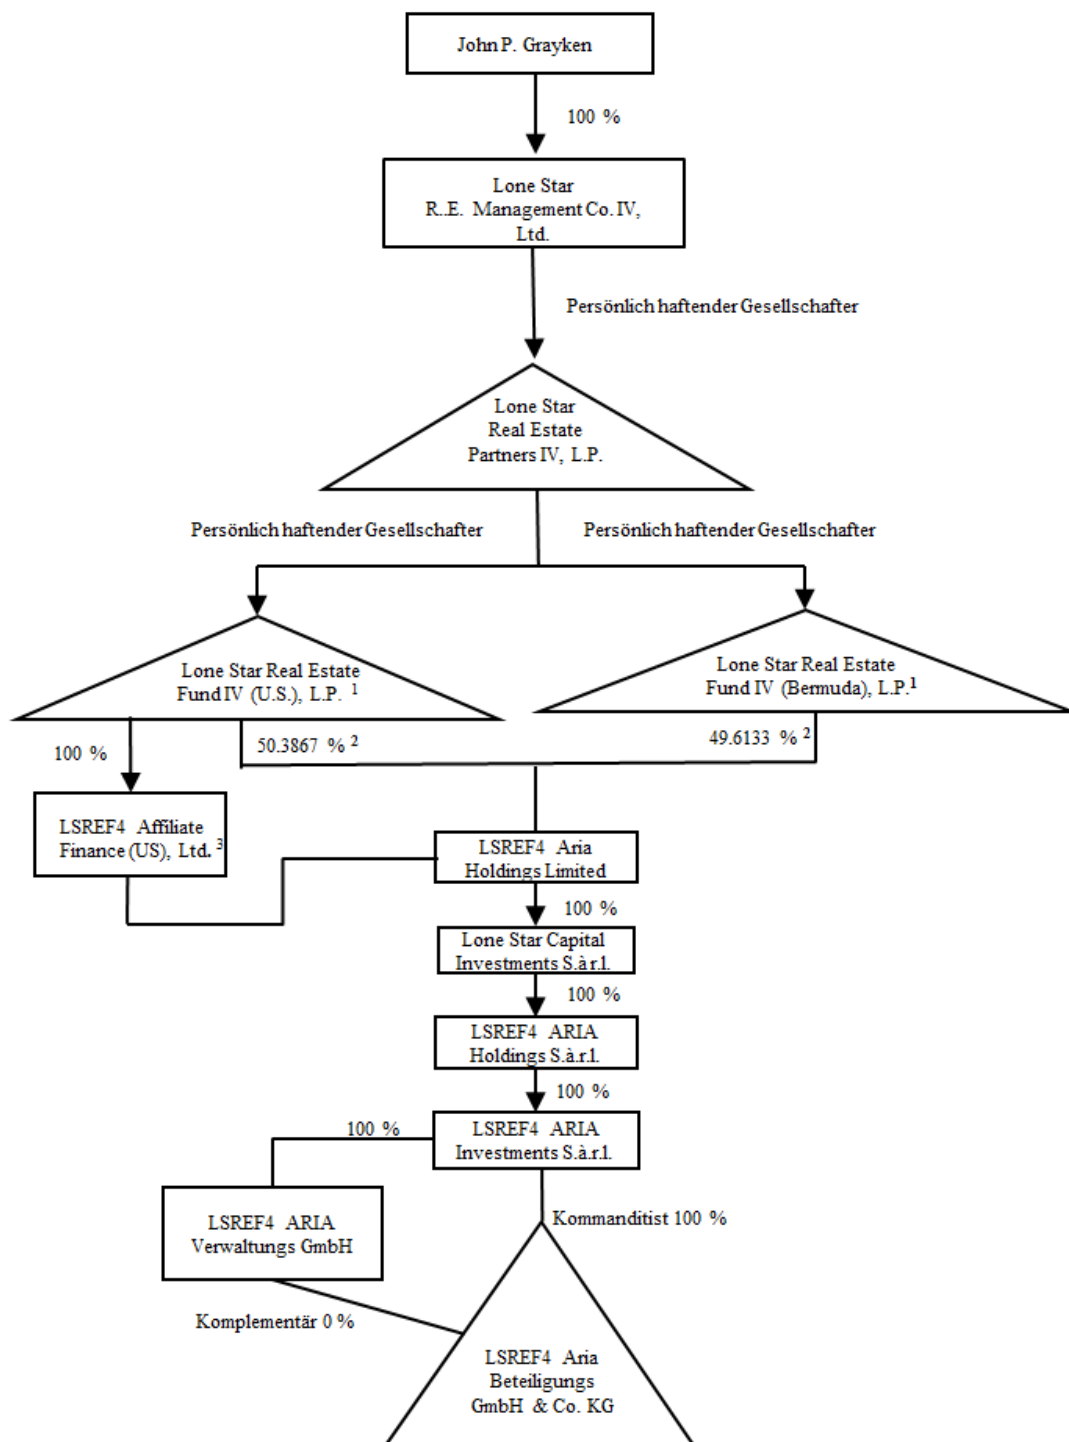 John P. Grayken
100 %
Lone Star
R..E. Management Co. IV,
Ltd.
Persönlich haftender Gesellschafter
Lone Star
Real Estate
Partners IV, L.P.
Persönlich haftender Gesellschafter
Persönlich haftender Gesellschafter
Lone Star Real Estate
Fund IV (U.S.), L.P. 1
Lone Star Real Estate
Fund IV (Bermuda), L.P.1
100 %
50.3867 % 2
49.6133 % 2
LSREF4 Affiliate
Finance (US), Ltd. 3
LSREF4 Aria
Holdings Limited
100 %
Lone Star Capital
Investments S.à r.l.
100 %
LSREF4 ARIA
Holdings S.à.r.l.
100 %
LSREF4 ARIA
Investments S.à.r.l.
100 %
LSREF4 ARIA
Verwaltungs GmbH
Kommanditist 100 %
Komplementär 0 %
LSREF4 Aria
Beteiligungs
GmbH & Co. KG